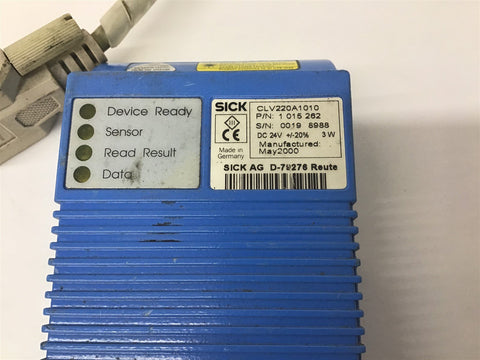 Device Ready
Sensor
Read Result
Data
SICK
CLV220A1010
P/N: 1 015 262
S/N: 0019 8988
DC 24V +/-20% 3 W
Made in
Germany
Manufactured:
May2000
SICK AG D-79276 Reute